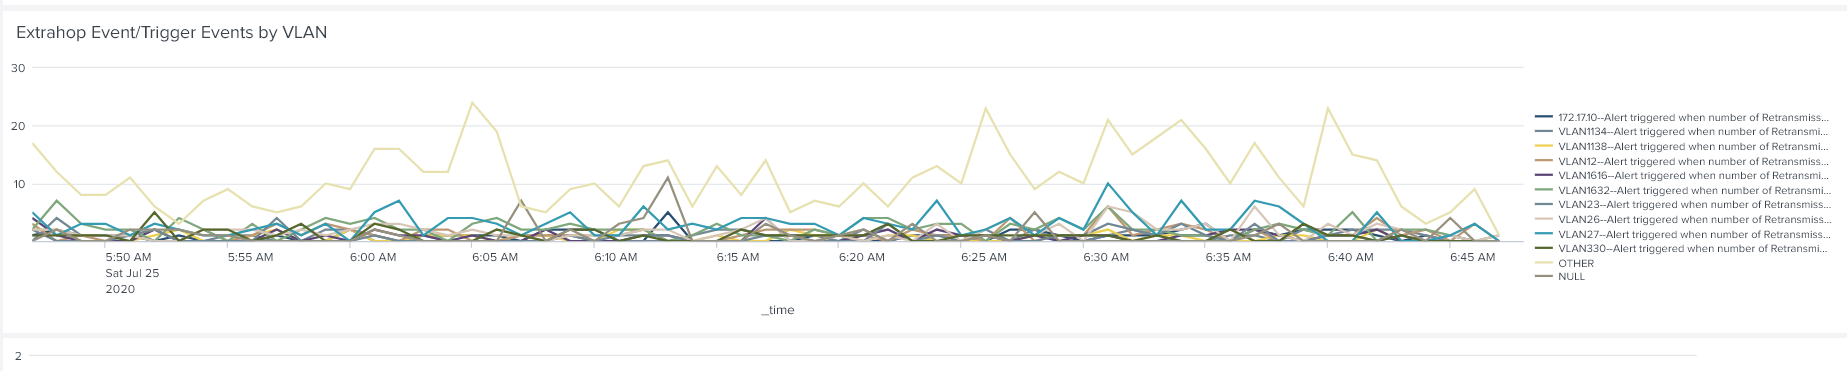 Extrahop Event/Trigger Events by VLAN
30
20
10
172.17.10--Alert triggered when number of Retransmiss...
VLAN1134--Alert triggered when number of Retransmi...
VLAN1138--Alert triggered when number of Retransmi...
VLAN12--Alert triggered when number of Retransmiss...
VLAN1616--Alert triggered when number of Retransmi...
VLAN1632--Alert triggered when number of Retransmi...
VLAN23--Alert triggered when number of Retransmiss...
VLAN26--Alert triggered when number of Retransmiss...
VLAN27--Alert triggered when number of Retransmiss...
VLAN330--Alert triggered when number of Retransmi...
OTHER
NULL
5:50 AM 5:55 AM 6:00 AM 6:05 AM 6:10 AM 6:15 AM 6:20 AM 6:25 AM 6:30 AM 6:35 AM 6:40 AM 6:45 AM
Sat Jul 25
2020
_time
2